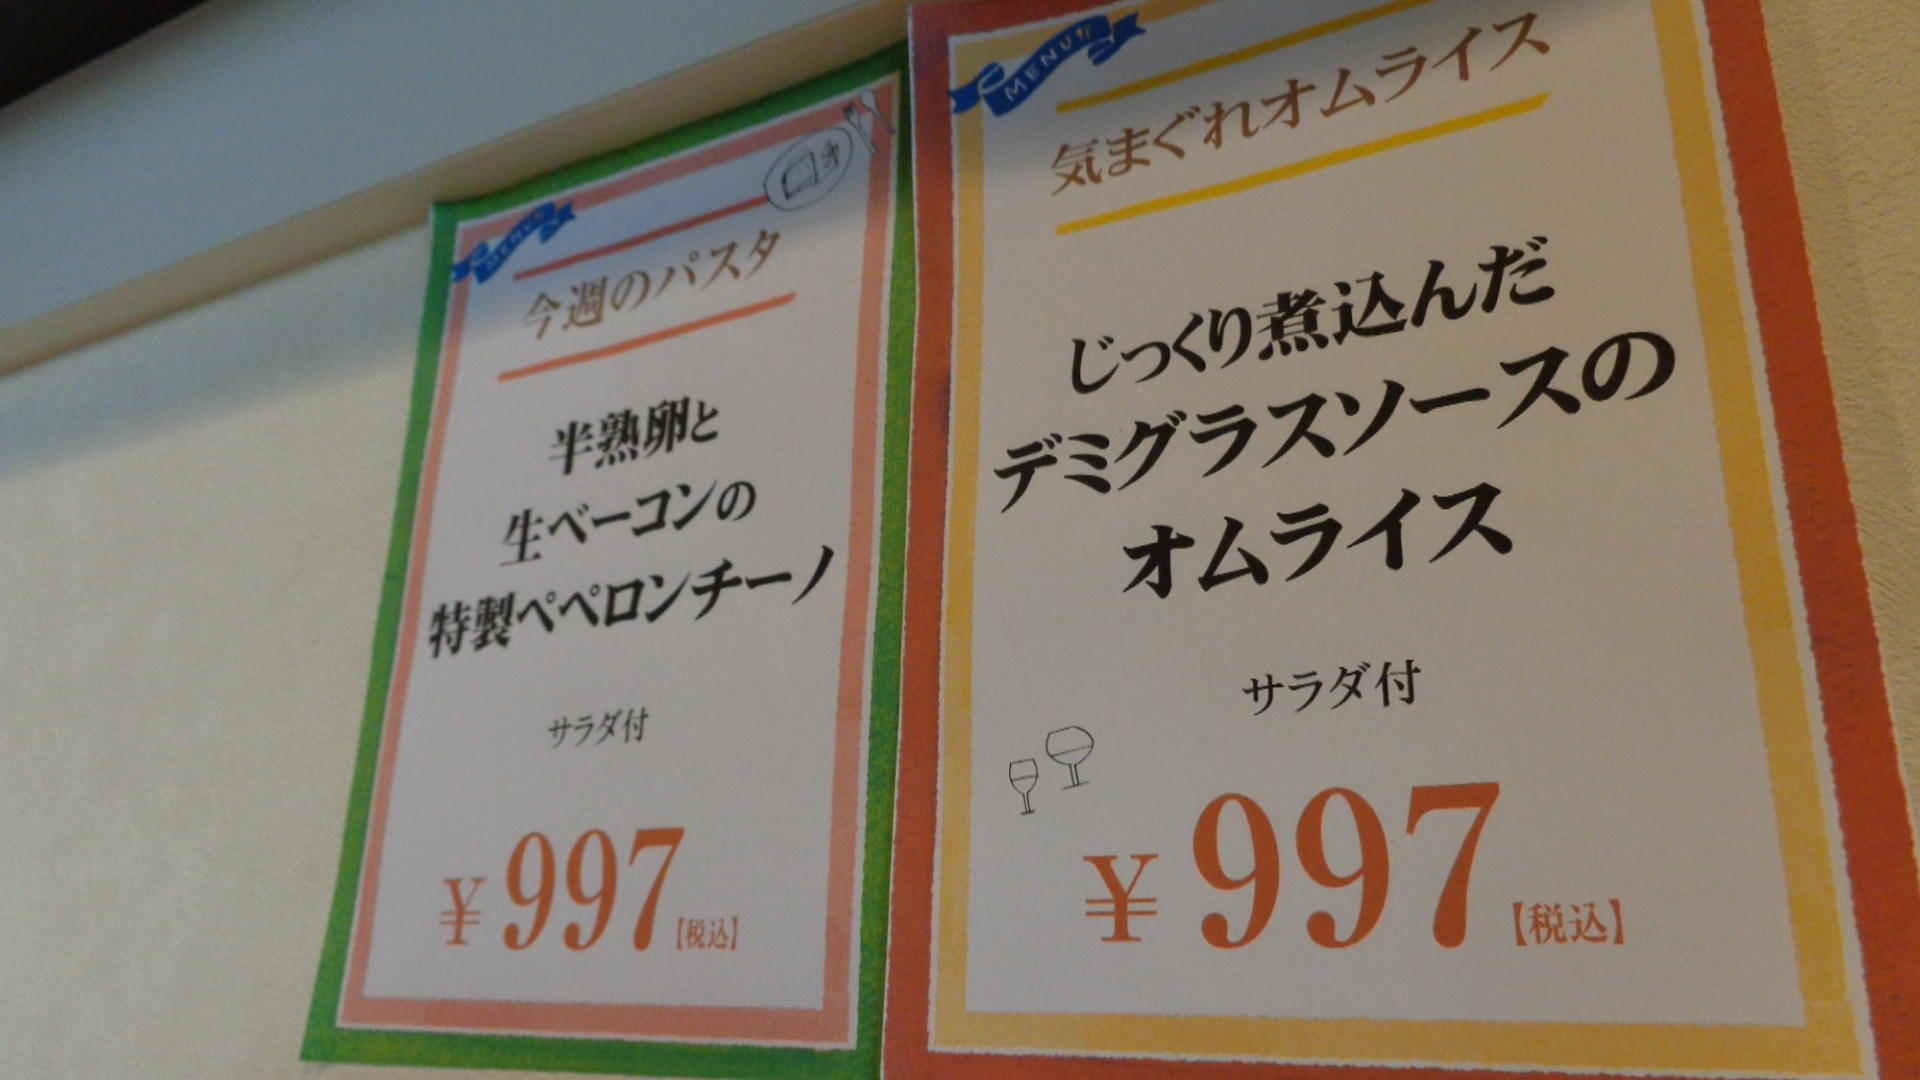 MENU
今週のパスタ
半熟卵と
生ベーコンの
特製ペペロンチーノ
サラダ付
¥997【税込】
MENU
気まぐれオムライス
じっくり煮込んだ
デミグラスソースの
オムライス
サラダ付
¥997【税込】